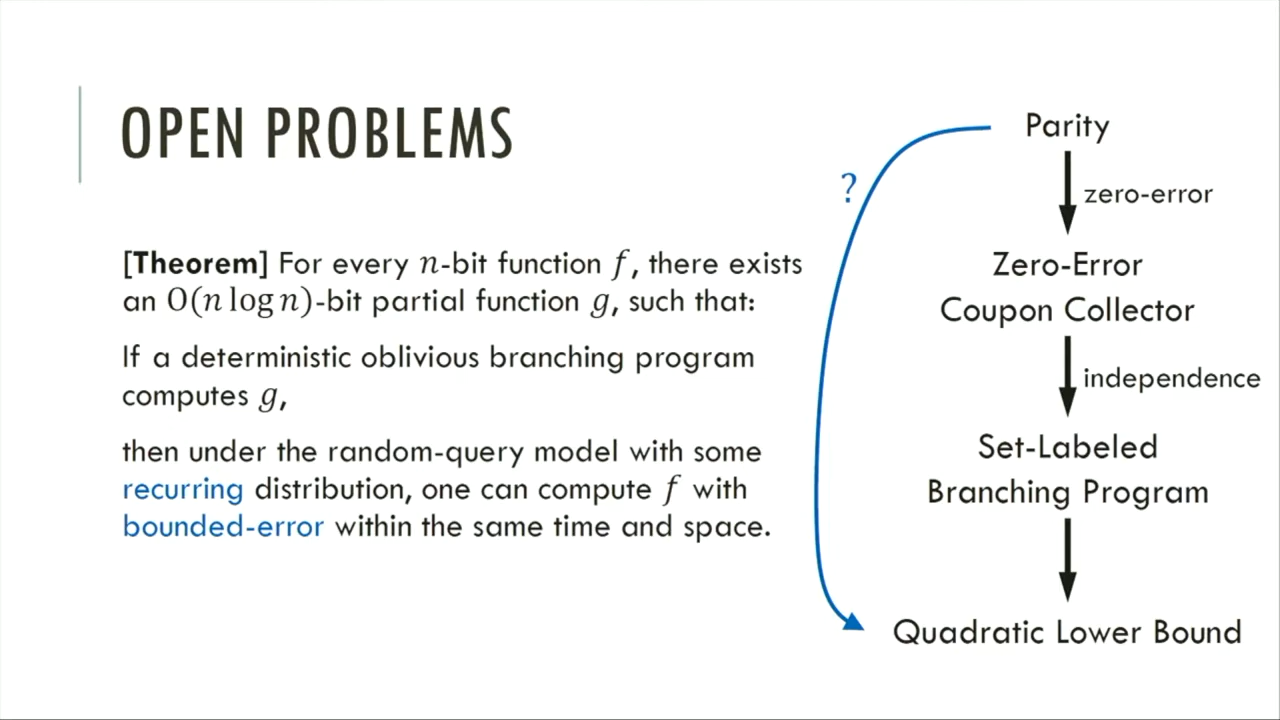 OPEN PROBLEMS
[Theorem] For every n-bit function f, there exists
an O(n log n)-bit partial function g, such that:
If a deterministic oblivious branching program
computes g,
then under the random-query model with some
recurring distribution, one can compute f with
bounded-error within the same time and space.
?
Parity
zero-error
Zero-Error
Coupon Collector
independence
Set-Labeled
Branching Program
Quadratic Lower Bound